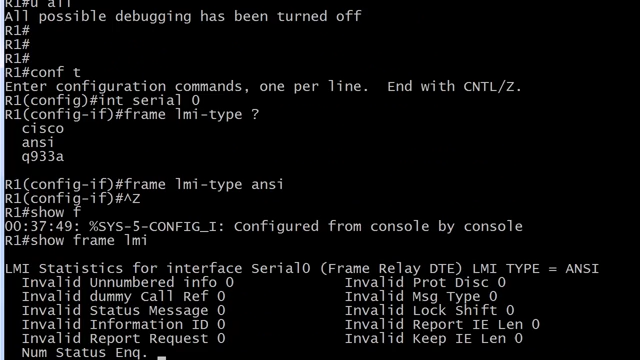 R1#u all
All possible debugging has been turned off
R1#
R1#
R1#
R1#conf t
Enter configuration commands, one per line.  End with CNTL/Z.
R1(config)#int serial 0
R1(config-if)#frame lmi-type ?
  cisco
  ansi
  q933a
R1(config-if)#frame lmi-type ansi
R1(config-if)#^Z
R1#show f
00:37:49: %SYS-5-CONFIG_I: Configured from console by console
R1#show frame lmi
LMI Statistics for interface Serial0 (Frame Relay DTE) LMI TYPE = ANSI
  Invalid Unnumbered info 0             Invalid Prot Disc 0
  Invalid dummy Call Ref 0              Invalid Msg Type 0
  Invalid Status Message 0              Invalid Lock Shift 0
  Invalid Information ID 0              Invalid Report IE Len 0
  Invalid Report Request 0              Invalid Keep IE Len 0
  Num Status Enq. _